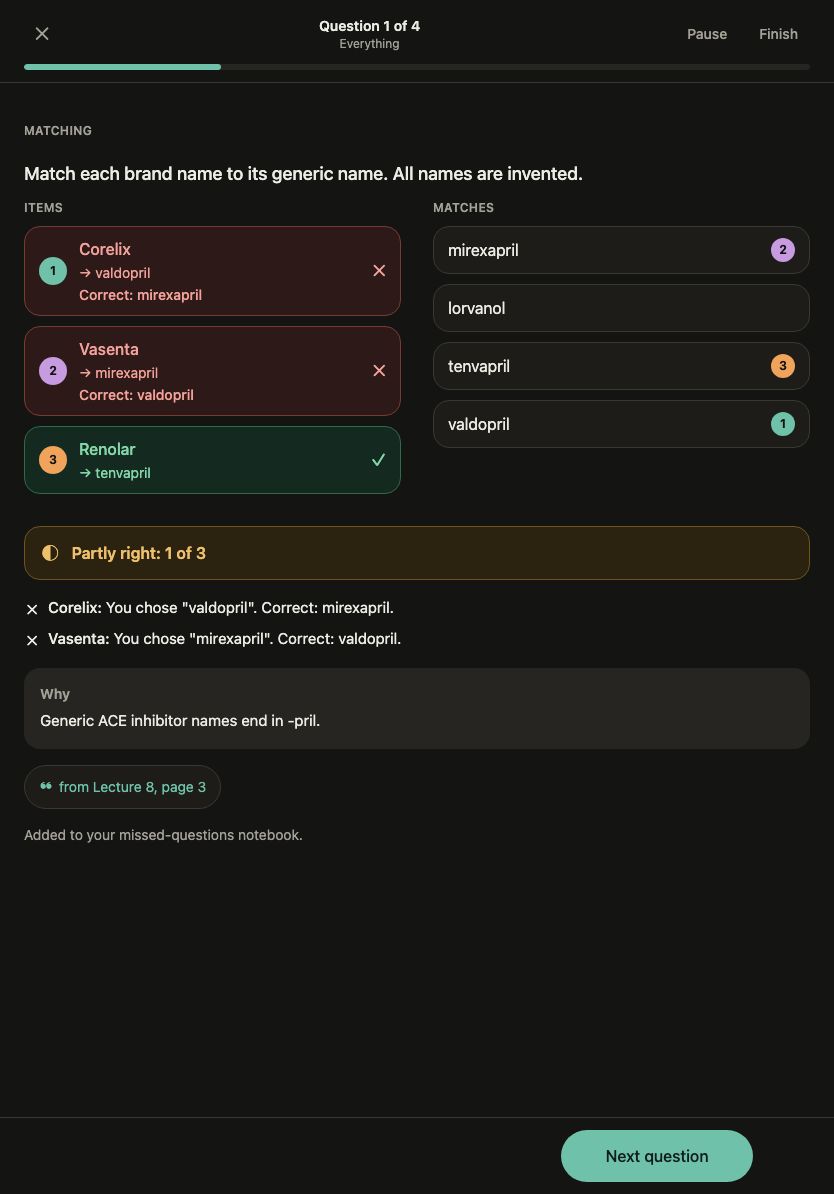 Question 1 of 4
Everything
Pause
Finish
MATCHING
Match each brand name to its generic name. All names are invented.
ITEMS
1
Corelix
→ valdopril
Correct: mirexapril
2
Vasenta
→ mirexapril
Correct: valdopril
3
Renolar
→ tenvapril
MATCHES
mirexapril
2
lorvanol
tenvapril
3
valdopril
1
Partly right: 1 of 3
Corelix: You chose "valdopril". Correct: mirexapril.
Vasenta: You chose "mirexapril". Correct: valdopril.
Why
Generic ACE inhibitor names end in -pril.
❝ from Lecture 8, page 3
Added to your missed-questions notebook.
Next question